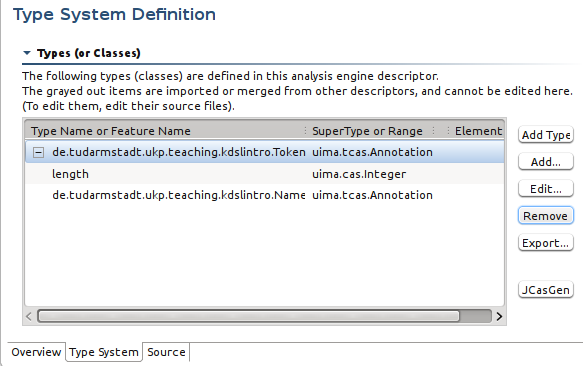 Type System Definition
Types (or Classes)
The following types (classes) are defined in this analysis engine descriptor.
The grayed out items are imported or merged from other descriptors, and cannot be edited here.
(To edit them, edit their source files).
Type Name or Feature Name SuperType or Range Element
de.tudarmstadt.ukp.teaching.kdslintro.Token uima.tcas.Annotation
length uima.cas.Integer
de.tudarmstadt.ukp.teaching.kdslintro.Name uima.tcas.Annotation
Add Type
Add...
Edit...
Remove
Export...
JCasGen
Overview Type System Source